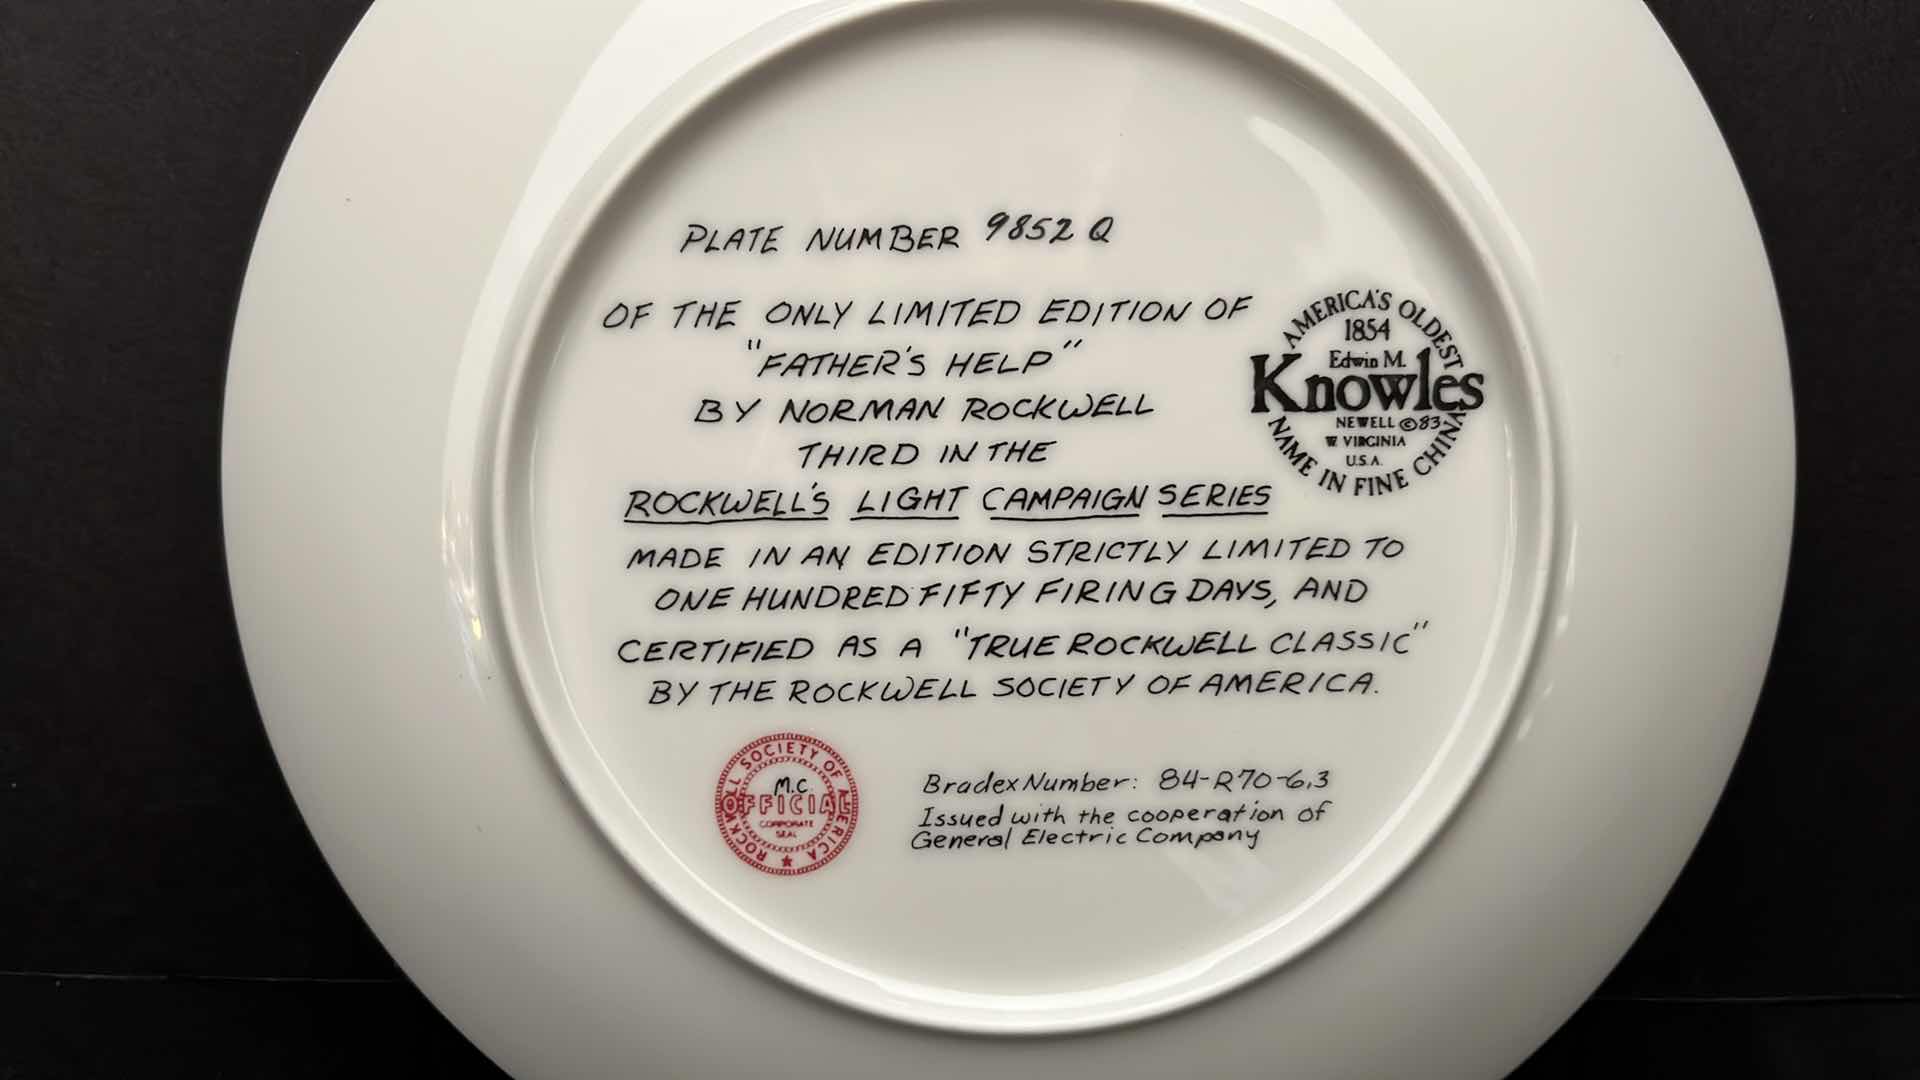 PLATE NUMBER 9852 Q
OF THE ONLY LIMITED EDITION OF
"FATHER'S HELP"
BY NORMAN ROCKWELL
THIRD IN THE
ROCKWELL'S LIGHT CAMPAIGN SERIES
MADE IN AN EDITION STRICTLY LIMITED TO
ONE HUNDRED FIFTY FIRING DAYS, AND
CERTIFIED AS A "TRUE ROCKWELL CLASSIC"
BY THE ROCKWELL SOCIETY OF AMERICA.
AMERICA'S OLDEST
1854
Edwin M.
Knowles
NEWELL ©83
W. VIRGINIA
U.S.A.
NAME IN FINE CHINA
ROCKWELL SOCIETY OF AMERICA
M.C.
OFFICIAL
CORPORATE
SEAL
Bradex Number: 84-R70-6.3
Issued with the cooperation of
General Electric Company